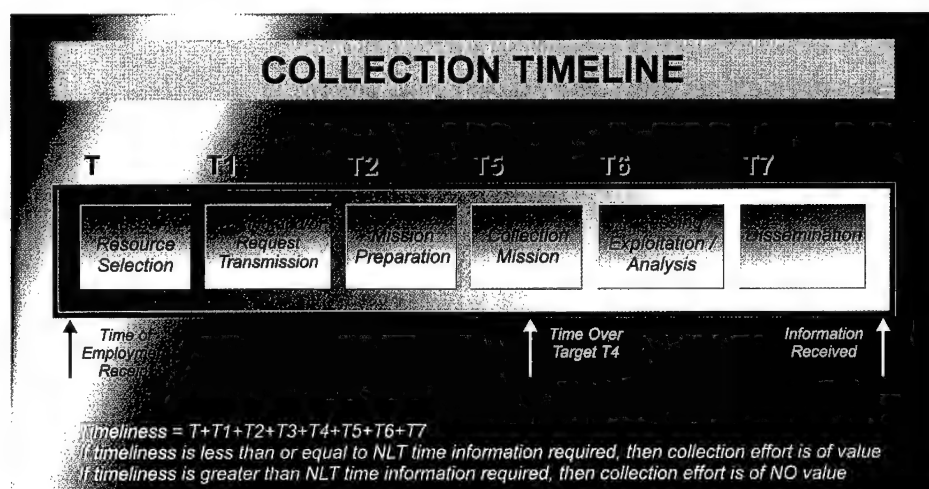 COLLECTION TIMELINE
T T1 T2 T5 T6 T7
Resource
Selection
Request
Transmission
Mission
Preparation
Collection
Mission
Exploitation /
Analysis
Dissemination
Time of
Employment
Time Over
Target T4
Information
Received
Timeliness = T+T1+T2+T3+T4+T5+T6+T7
If timeliness is less than or equal to NLT time information required, then collection effort is of value
If timeliness is greater than NLT time information required, then collection effort is of NO value